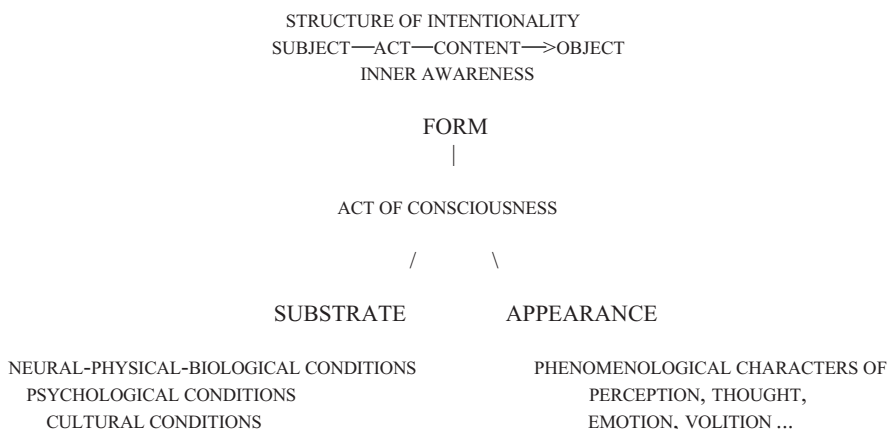 STRUCTURE OF INTENTIONALITY
SUBJECT—ACT—CONTENT—>OBJECT
INNER AWARENESS
FORM
|
ACT OF CONSCIOUSNESS
/ \
SUBSTRATE APPEARANCE
NEURAL-PHYSICAL-BIOLOGICAL CONDITIONS PHENOMENOLOGICAL CHARACTERS OF
PSYCHOLOGICAL CONDITIONS PERCEPTION, THOUGHT,
CULTURAL CONDITIONS EMOTION, VOLITION ...